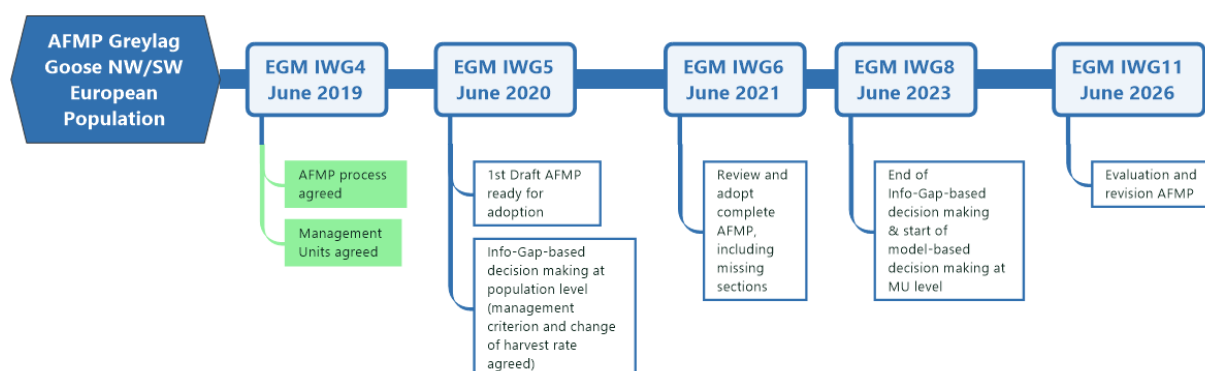 AFMP Greylag
Goose NW/SW
European
Population
EGM IWG4
June 2019
AFMP process
agreed
Management
Units agreed
EGM IWG5
June 2020
1st Draft AFMP
ready for
adoption
Info-Gap-based
decision making at
population level
(management
criterion and change
of harvest rate
agreed)
EGM IWG6
June 2021
Review and
adopt
complete
AFMP,
including
missing
sections
EGM IWG8
June 2023
End of
Info-Gap-based
decision making
& start of
model-based
decision making at
MU level
EGM IWG11
June 2026
Evaluation and
revision AFMP